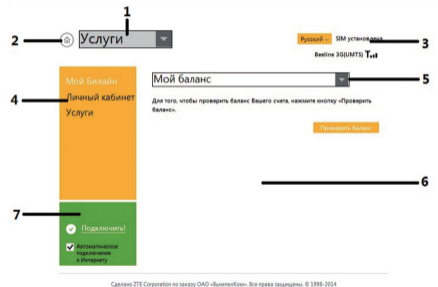 1
2
Услуги
Русский
SIM установлена
3
Beeline 3G(UMTS)
Мой Билайн
Мой баланс
5
4
Личный кабинет
Для того, чтобы проверить баланс Вашего счета, нажмите кнопку «Проверить
баланс».
Услуги
Проверить баланс
6
7
Подключить!
Автоматическое
подключение
к Интернету
Сделано ZTE Corporation по заказу ОАО «ВымпелКом». Все права защищены. © 1998-2014